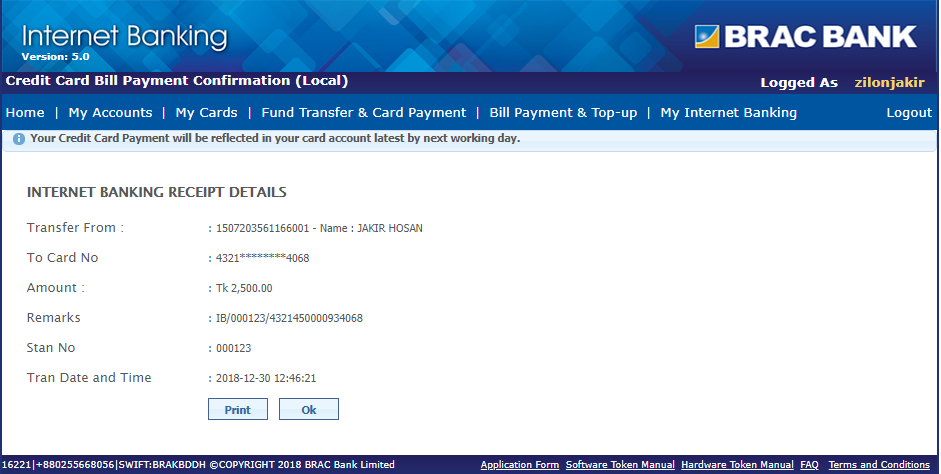 Internet Banking
Version: 5.0
BRAC BANK
Credit Card Bill Payment Confirmation (Local)
Logged As zilonjakir
Home | My Accounts | My Cards | Fund Transfer & Card Payment | Bill Payment & Top-up | My Internet Banking Logout
Your Credit Card Payment will be reflected in your card account latest by next working day.
INTERNET BANKING RECEIPT DETAILS
Transfer From : : 1507203561166001 - Name : JAKIR HOSAN
To Card No : 4321********4068
Amount : : Tk 2,500.00
Remarks : IB/000123/4321450000934068
Stan No : 000123
Tran Date and Time : 2018-12-30 12:46:21
Print Ok
16221|+880255668056|SWIFT:BRAKBDDH ©COPYRIGHT 2018 BRAC Bank Limited Application Form Software Token Manual Hardware Token Manual FAQ Terms and Conditions